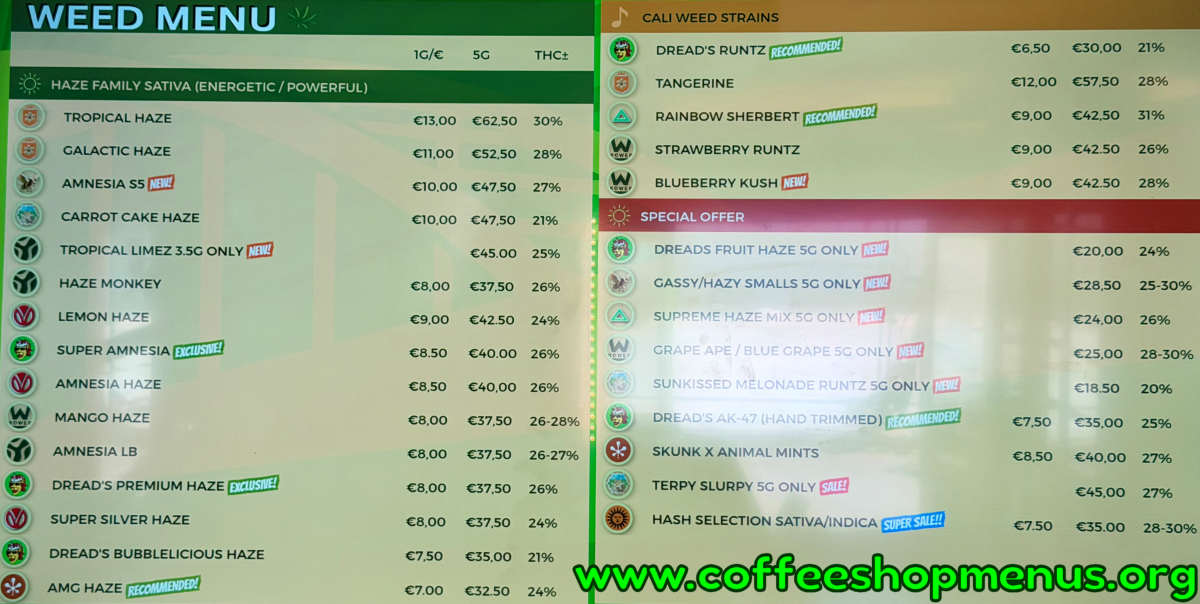 WEED MENU
1G/€ 5G THC±
HAZE FAMILY SATIVA (ENERGETIC / POWERFUL)
TROPICAL HAZE €13,00 €62,50 30%
GALACTIC HAZE €11,00 €52,50 28%
AMNESIA S5 NEW! €10,00 €47,50 27%
CARROT CAKE HAZE €10,00 €47,50 21%
TROPICAL LIMEZ 3.5G ONLY NEW! €45.00 25%
HAZE MONKEY €8,00 €37,50 26%
LEMON HAZE €9,00 €42.50 24%
SUPER AMNESIA EXCLUSIVE! €8.50 €40.00 26%
AMNESIA HAZE €8,50 €40,00 26%
MANGO HAZE €8,00 €37,50 26-28%
AMNESIA LB €8,00 €37,50 26-27%
DREAD'S PREMIUM HAZE EXCLUSIVE! €8,00 €37,50 26%
SUPER SILVER HAZE €8,00 €37,50 24%
DREAD'S BUBBLELICIOUS HAZE €7,50 €35,00 21%
AMG HAZE RECOMMENDED! €7.00 €32.50 24%
CALI WEED STRAINS
DREAD'S RUNTZ RECOMMENDED! €6,50 €30,00 21%
TANGERINE €12,00 €57,50 28%
RAINBOW SHERBERT RECOMMENDED! €9,00 €42,50 31%
W POWER STRAWBERRY RUNTZ €9,00 €42.50 26%
W POWER BLUEBERRY KUSH NEW! €9,00 €42.50 28%
SPECIAL OFFER
DREADS FRUIT HAZE 5G ONLY NEW! €20,00 24%
GASSY/HAZY SMALLS 5G ONLY NEW! €28,50 25-30%
SUPREME HAZE MIX 5G ONLY NEW! €24,00 26%
GRAPE APE / BLUE GRAPE 5G ONLY NEW! €25,00 28-30%
SUNKISSED MELONADE RUNTZ 5G ONLY NEW! €18.50 20%
DREAD'S AK-47 (HAND TRIMMED) RECOMMENDED! €7,50 €35,00 25%
SKUNK X ANIMAL MINTS €8,50 €40,00 27%
TERPY SLURPY 5G ONLY SALE! €45,00 27%
HASH SELECTION SATIVA/INDICA SUPER SALE!! €7.50 €35.00 28-30%
www.coffeeshopmenus.org